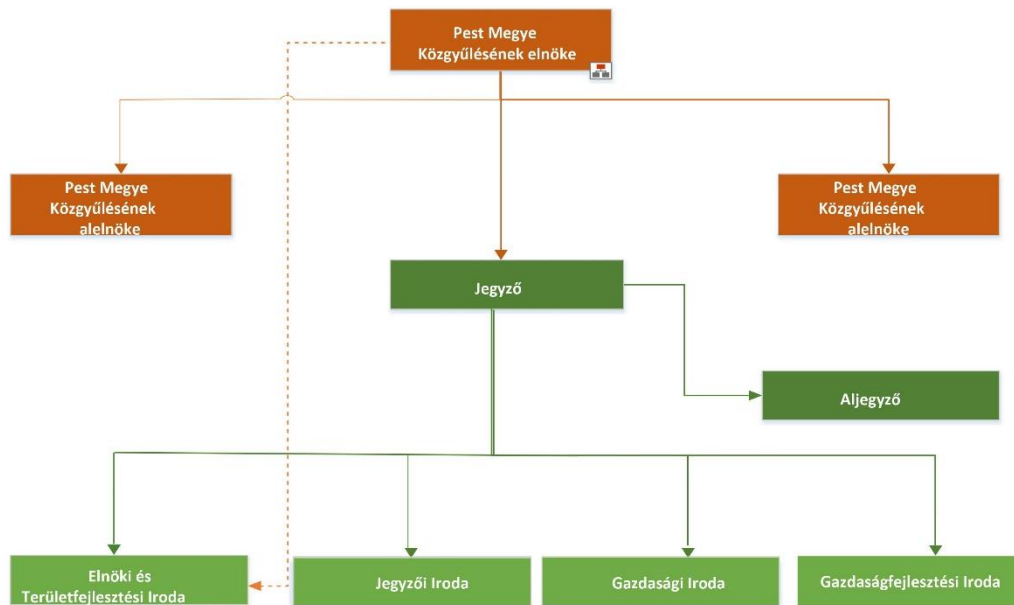 Pest Megye
Közgyűlésének elnöke
Pest Megye
Közgyűlésének
alelnöke
Pest Megye
Közgyűlésének
alelnöke
Jegyző
Aljegyző
Elnöki és
Területfejlesztési Iroda
Jegyzői Iroda
Gazdasági Iroda
Gazdaságfejlesztési Iroda